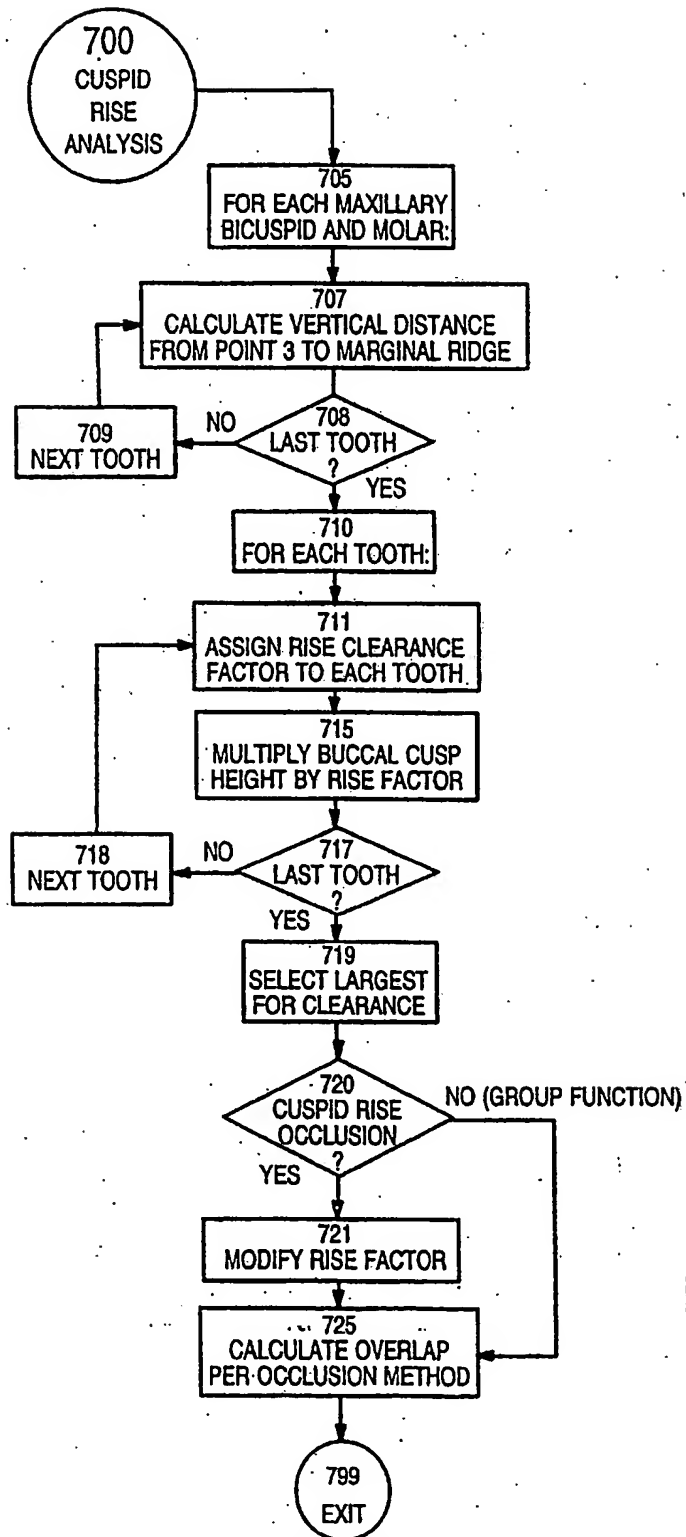 700
CUSPID
RISE
ANALYSIS
705
FOR EACH MAXILLARY
BICUSPID AND MOLAR:
707
CALCULATE VERTICAL DISTANCE
FROM POINT 3 TO MARGINAL RIDGE
708
LAST TOOTH
?
NO
709
NEXT TOOTH
YES
710
FOR EACH TOOTH:
711
ASSIGN RISE CLEARANCE
FACTOR TO EACH TOOTH
715
MULTIPLY BUCCAL CUSP
HEIGHT BY RISE FACTOR
717
LAST TOOTH
?
NO
718
NEXT TOOTH
YES
719
SELECT LARGEST
FOR CLEARANCE
720
CUSPID RISE
OCCLUSION
?
NO (GROUP FUNCTION)
YES
721
MODIFY RISE FACTOR
725
CALCULATE OVERLAP
PER OCCLUSION METHOD
799
EXIT